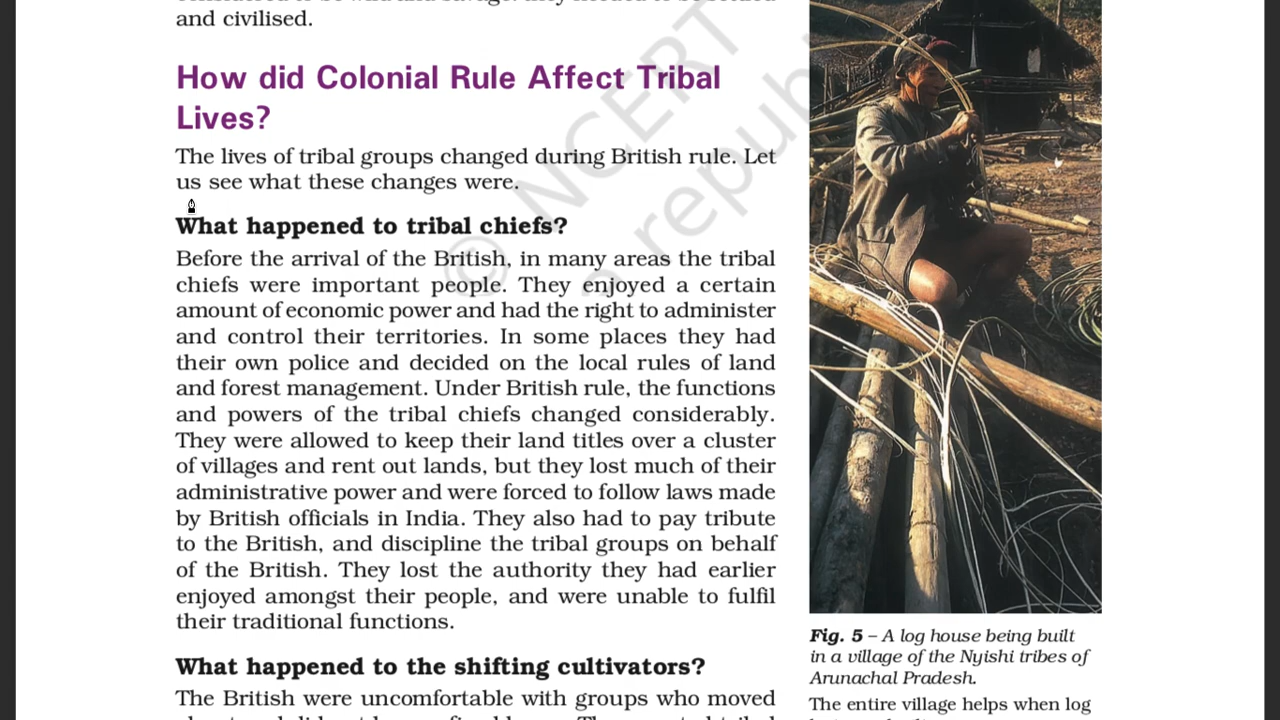 and civilised.
How did Colonial Rule Affect Tribal
Lives?
The lives of tribal groups changed during British rule. Let
us see what these changes were.
What happened to tribal chiefs?
Before the arrival of the British, in many areas the tribal
chiefs were important people. They enjoyed a certain
amount of economic power and had the right to administer
and control their territories. In some places they had
their own police and decided on the local rules of land
and forest management. Under British rule, the functions
and powers of the tribal chiefs changed considerably.
They were allowed to keep their land titles over a cluster
of villages and rent out lands, but they lost much of their
administrative power and were forced to follow laws made
by British officials in India. They also had to pay tribute
to the British, and discipline the tribal groups on behalf
of the British. They lost the authority they had earlier
enjoyed amongst their people, and were unable to fulfil
their traditional functions.
What happened to the shifting cultivators?
The British were uncomfortable with groups who moved
Fig. 5 – A log house being built
in a village of the Nyishi tribes of
Arunachal Pradesh.
The entire village helps when log
© NCERT
republ